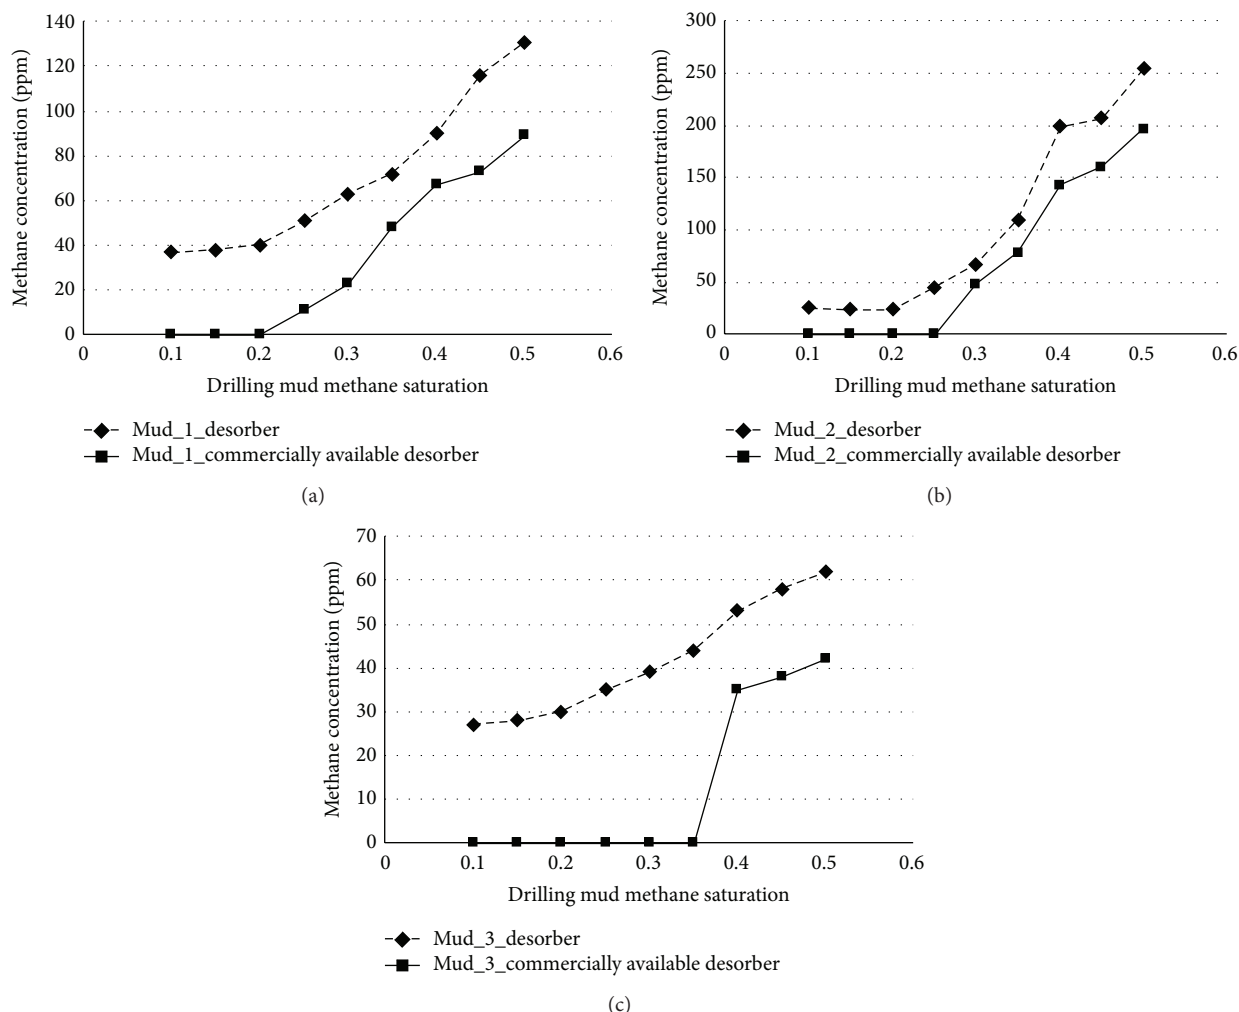 140
120
100
80
60
40
20
0
Methane concentration (ppm)
0 0.1 0.2 0.3 0.4 0.5 0.6
Drilling mud methane saturation
Mud_1_desorber
Mud_1_commercially available desorber
(a)
300
250
200
150
100
50
0
Methane concentration (ppm)
0 0.1 0.2 0.3 0.4 0.5 0.6
Drilling mud methane saturation
Mud_2_desorber
Mud_2_commercially available desorber
(b)
70
60
50
40
30
20
10
0
Methane concentration (ppm)
0 0.1 0.2 0.3 0.4 0.5 0.6
Drilling mud methane saturation
Mud_3_desorber
Mud_3_commercially available desorber
(c)